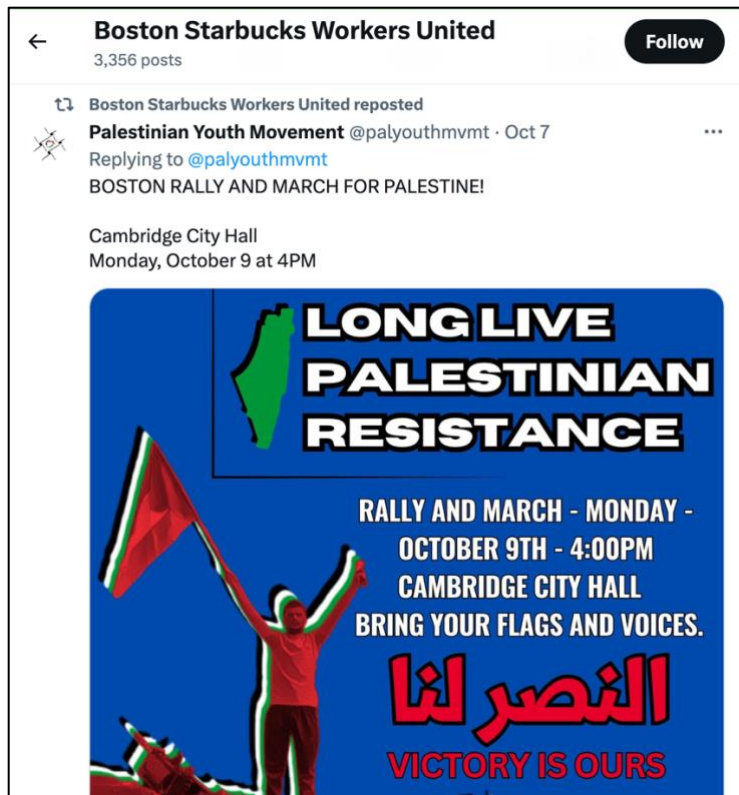 Boston Starbucks Workers United
3,356 posts
Follow
Boston Starbucks Workers United reposted
Palestinian Youth Movement @palyouthmvmt · Oct 7
Replying to @palyouthmvmt
BOSTON RALLY AND MARCH FOR PALESTINE!
Cambridge City Hall
Monday, October 9 at 4PM
LONG LIVE
PALESTINIAN
RESISTANCE
RALLY AND MARCH - MONDAY -
OCTOBER 9TH - 4:00PM
CAMBRIDGE CITY HALL
BRING YOUR FLAGS AND VOICES.
النصر لنا
VICTORY IS OURS